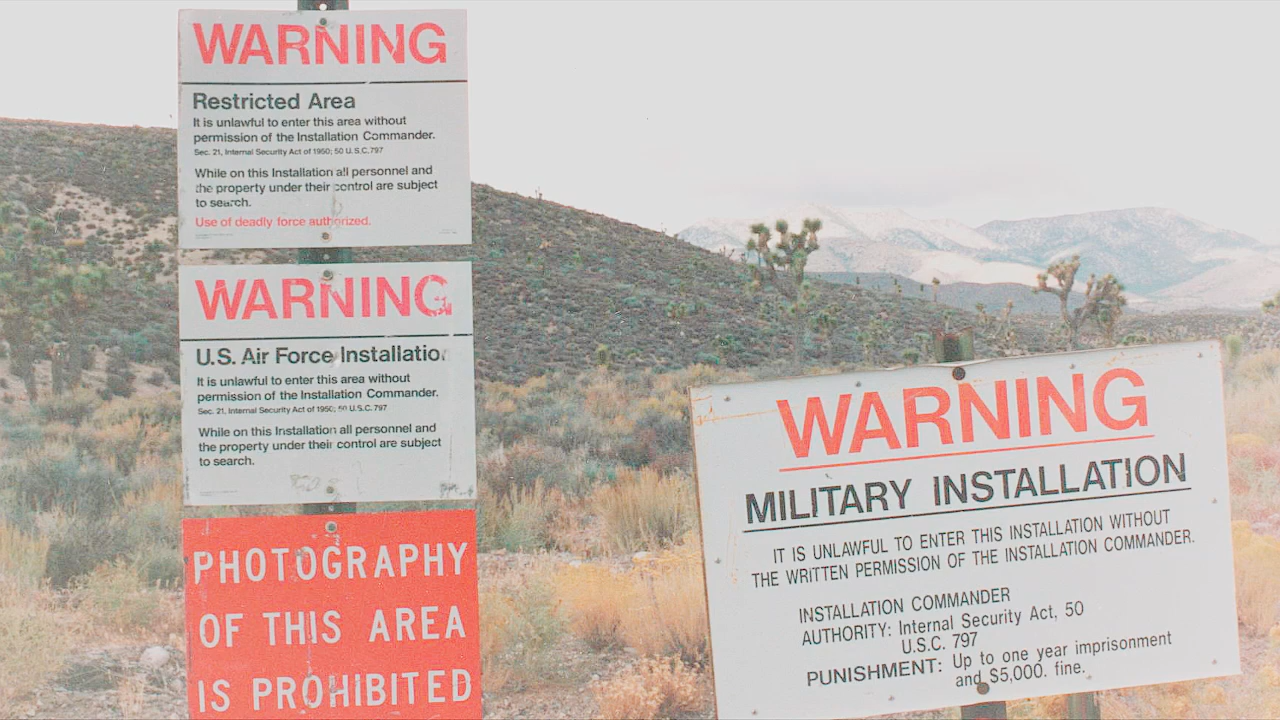 WARNING
Restricted Area
It is unlawful to enter this area without
permission of the Installation Commander.
Sec. 21, Internal Security Act of 1950; 50 U.S.C. 797
While on this Installation all personnel and
the property under their control are subject
to search.
Use of deadly force authorized.
WARNING
U.S. Air Force Installation
It is unlawful to enter this area without
permission of the Installation Commander.
Sec. 21, Internal Security Act of 1950; 50 U.S.C. 797
While on this Installation all personnel and
the property under their control are subject
to search.
PHOTOGRAPHY
OF THIS AREA
IS PROHIBITED
WARNING
MILITARY INSTALLATION
IT IS UNLAWFUL TO ENTER THIS INSTALLATION WITHOUT
THE WRITTEN PERMISSION OF THE INSTALLATION COMMANDER.
INSTALLATION COMMANDER
AUTHORITY: Internal Security Act, 50
U.S.C. 797
PUNISHMENT: Up to one year imprisonment
and $5,000. fine.